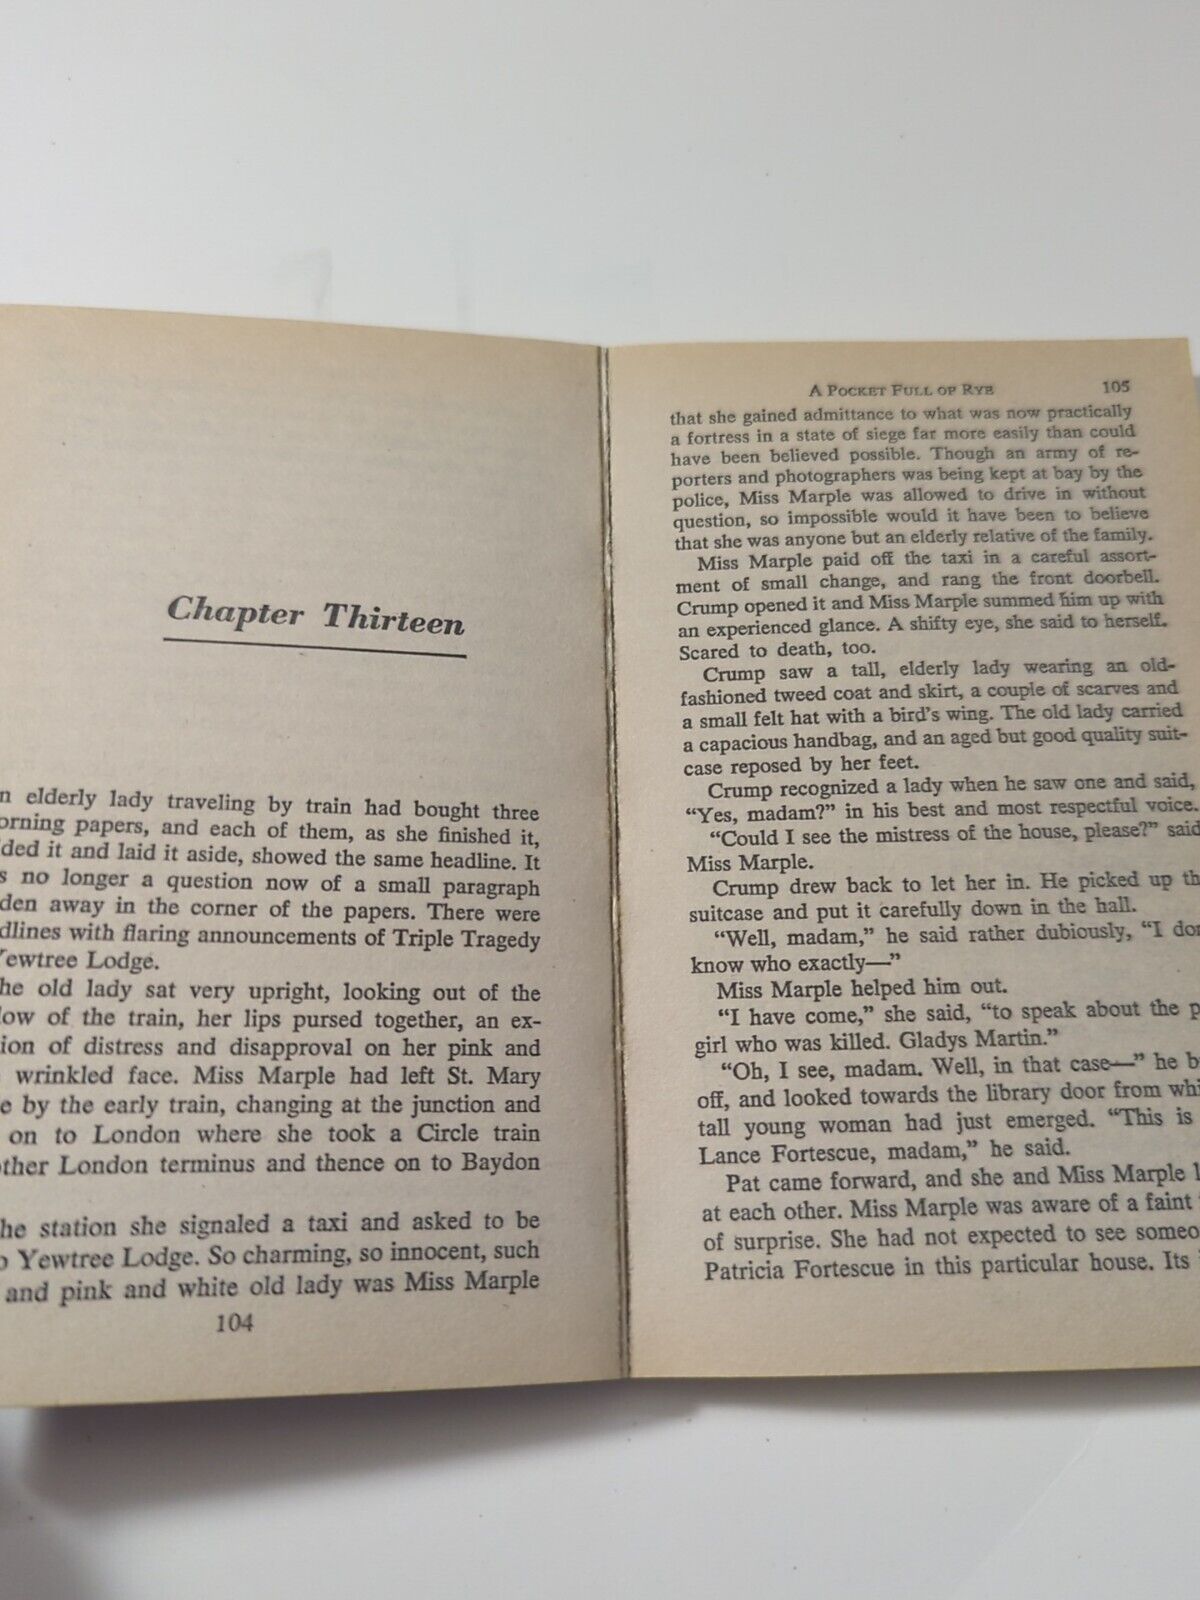 Chapter Thirteen
elderly lady traveling by train had bought three
papers, and each of them, as she finished it,
it and laid it aside, showed the same headline. It
no longer a question now of a small paragraph
away in the corner of the papers. There were
with flaring announcements of Triple Tragedy
Yewtree Lodge.
old lady sat very upright, looking out of the
of the train, her lips pursed together, an ex-
of distress and disapproval on her pink and
wrinkled face. Miss Marple had left St. Mary
by the early train, changing at the junction and
on to London where she took a Circle train
London terminus and thence on to Baydon
station she signaled a taxi and asked to be
Yewtree Lodge. So charming, so innocent, such
and pink and white old lady was Miss Marple
104
A POCKET FULL OF RYE 105
that she gained admittance to what was now practically
a fortress in a state of siege far more easily than could
have been believed possible. Though an army of re-
porters and photographers was being kept at bay by the
police, Miss Marple was allowed to drive in without
question, so impossible would it have been to believe
that she was anyone but an elderly relative of the family.
Miss Marple paid off the taxi in a careful assort-
ment of small change, and rang the front doorbell.
Crump opened it and Miss Marple summed him up with
an experienced glance. A shifty eye, she said to herself.
Scared to death, too.
Crump saw a tall, elderly lady wearing an old-
fashioned tweed coat and skirt, a couple of scarves and
a small felt hat with a bird's wing. The old lady carried
a capacious handbag, and an aged but good quality suit-
case reposed by her feet.
Crump recognized a lady when he saw one and said,
"Yes, madam?" in his best and most respectful voice.
"Could I see the mistress of the house, please?" said
Miss Marple.
Crump drew back to let her in. He picked up
suitcase and put it carefully down in the hall.
"Well, madam," he said rather dubiously, "I
know who exactly—"
Miss Marple helped him out.
"I have come," she said, "to speak about the
girl who was killed. Gladys Martin."
"Oh, I see, madam. Well, in that case—" he
off, and looked towards the library door from
tall young woman had just emerged. "This is
Lance Fortescue, madam," he said.
Pat came forward, and she and Miss Marple
at each other. Miss Marple was aware of a faint
of surprise. She had not expected to see
Patricia Fortescue in this particular house. Its